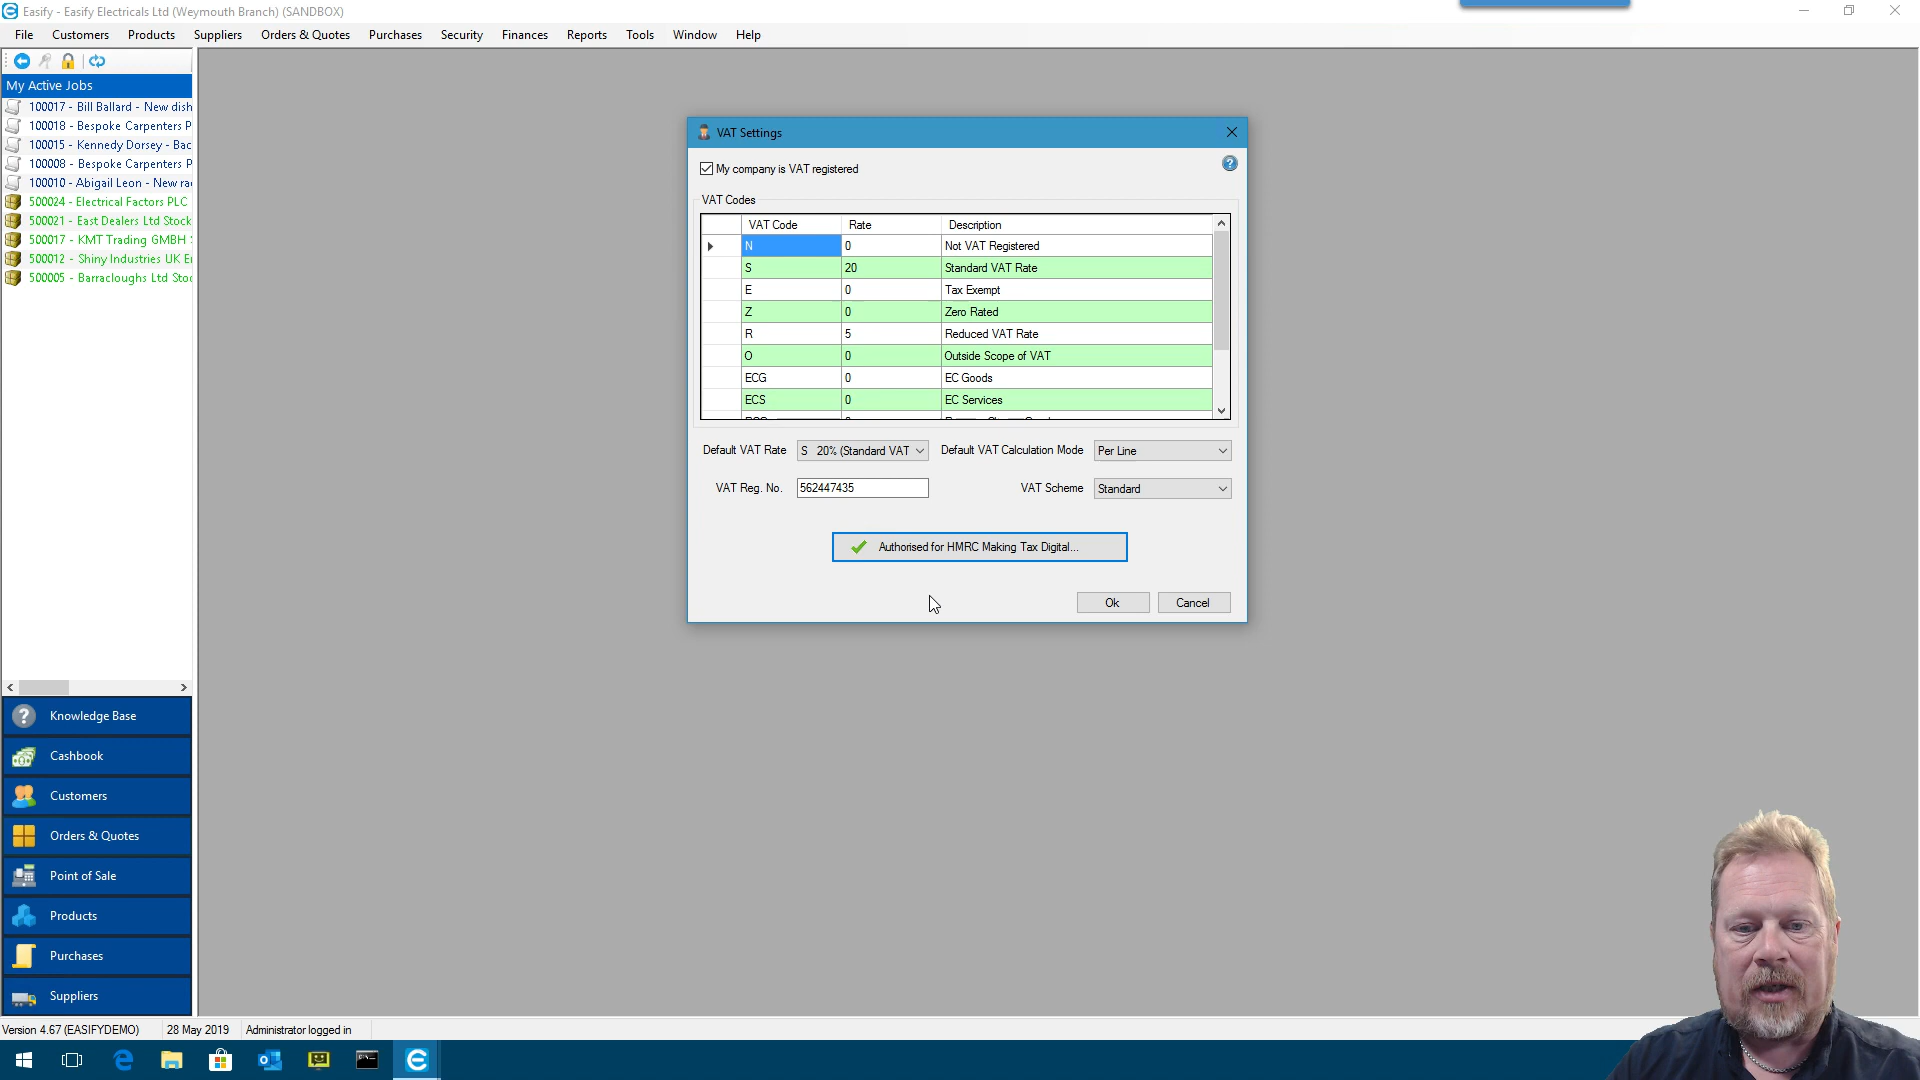 Easify - Easify Electricals Ltd (Weymouth Branch) (SANDBOX)
File Customers Products Suppliers Orders & Quotes Purchases Security Finances Reports Tools Window Help
My Active Jobs
100017 - Bill Ballard - New dish
100018 - Bespoke Carpenters P
100015 - Kennedy Dorsey - Bac
100008 - Bespoke Carpenters P
100010 - Abigail Leon - New ra
500024 - Electrical Factors PLC
500021 - East Dealers Ltd Stock
500017 - KMT Trading GMBH
500012 - Shiny Industries UK E
500005 - Barracloughs Ltd Stoc
Knowledge Base
Cashbook
Customers
Orders & Quotes
Point of Sale
Products
Purchases
Suppliers
VAT Settings
My company is VAT registered
VAT Codes
VAT Code Rate Description
N 0 Not VAT Registered
S 20 Standard VAT Rate
E 0 Tax Exempt
Z 0 Zero Rated
R 5 Reduced VAT Rate
O 0 Outside Scope of VAT
ECG 0 EC Goods
ECS 0 EC Services
Default VAT Rate S 20% (Standard VAT Default VAT Calculation Mode Per Line
VAT Reg. No. 562447435 VAT Scheme Standard
Authorised for HMRC Making Tax Digital...
Ok Cancel
Version 4.67 (EASIFYDEMO) 28 May 2019 Administrator logged in